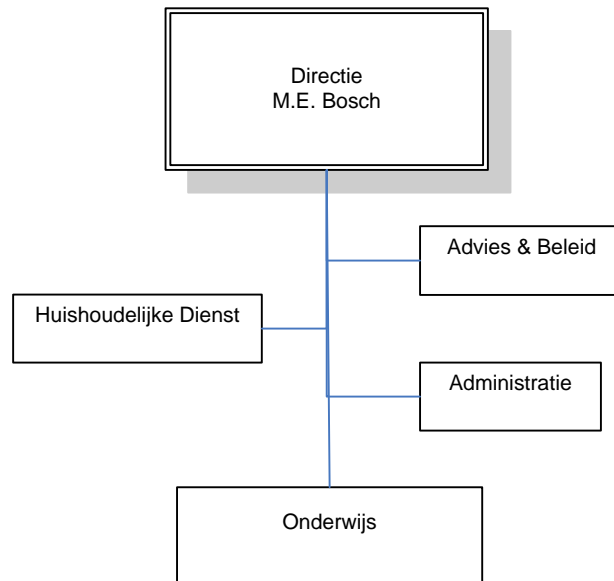 Directie
M.E. Bosch
Advies & Beleid
Huishoudelijke Dienst
Administratie
Onderwijs